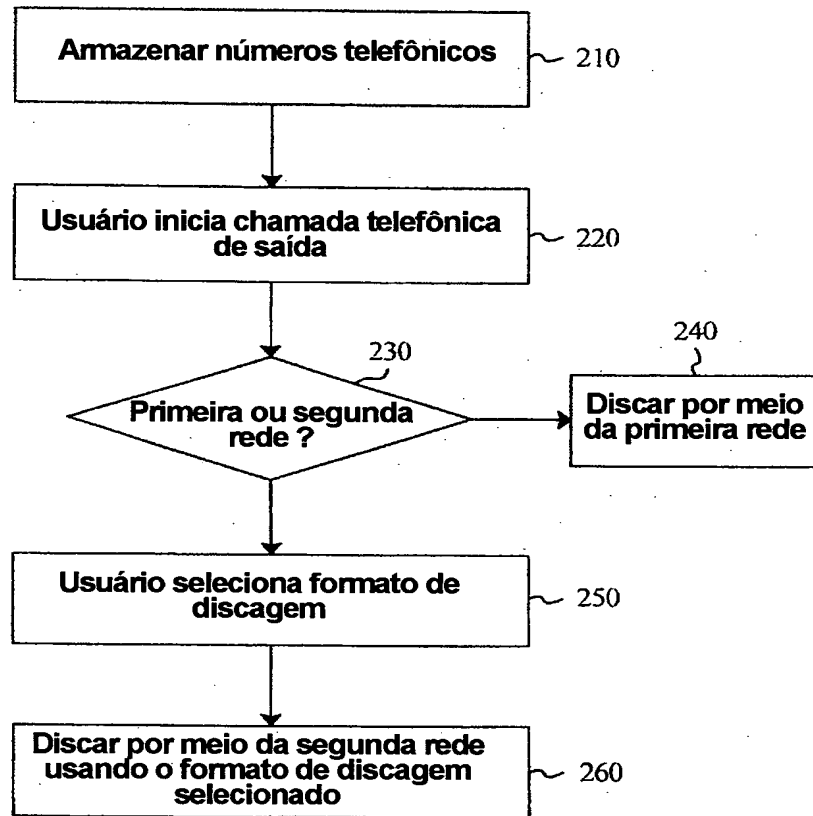 Armazenar números telefônicos
210
Usuário inicia chamada telefônica
de saída
220
230
Primeira ou segunda
rede ?
240
Discar por meio
da primeira rede
Usuário seleciona formato de
discagem
250
Discar por meio da segunda rede
usando o formato de discagem
selecionado
260